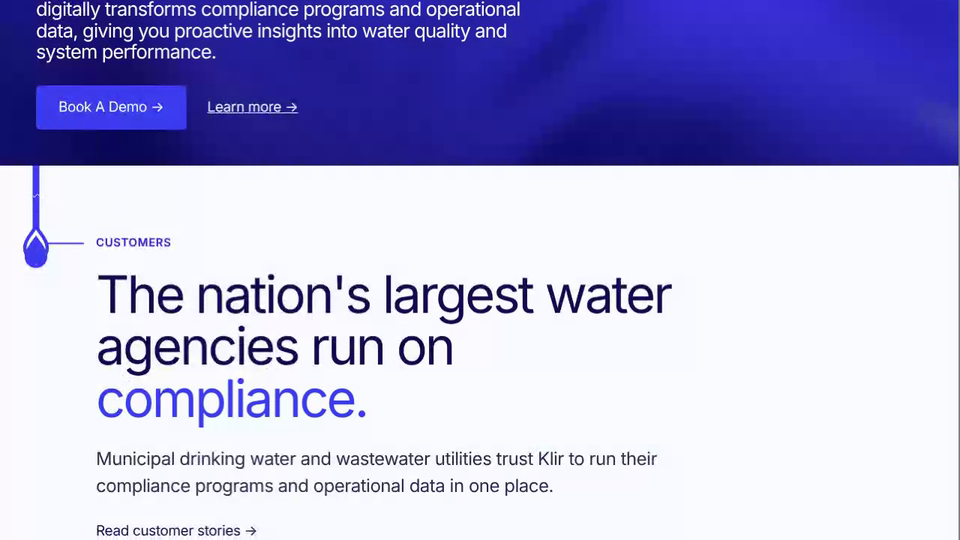 digitally transforms compliance programs and operational
data, giving you proactive insights into water quality and
system performance.
Book A Demo →
Learn more →
CUSTOMERS
The nation's largest water
agencies run on
compliance.
Municipal drinking water and wastewater utilities trust Klir to run their
compliance programs and operational data in one place.
Read customer stories →